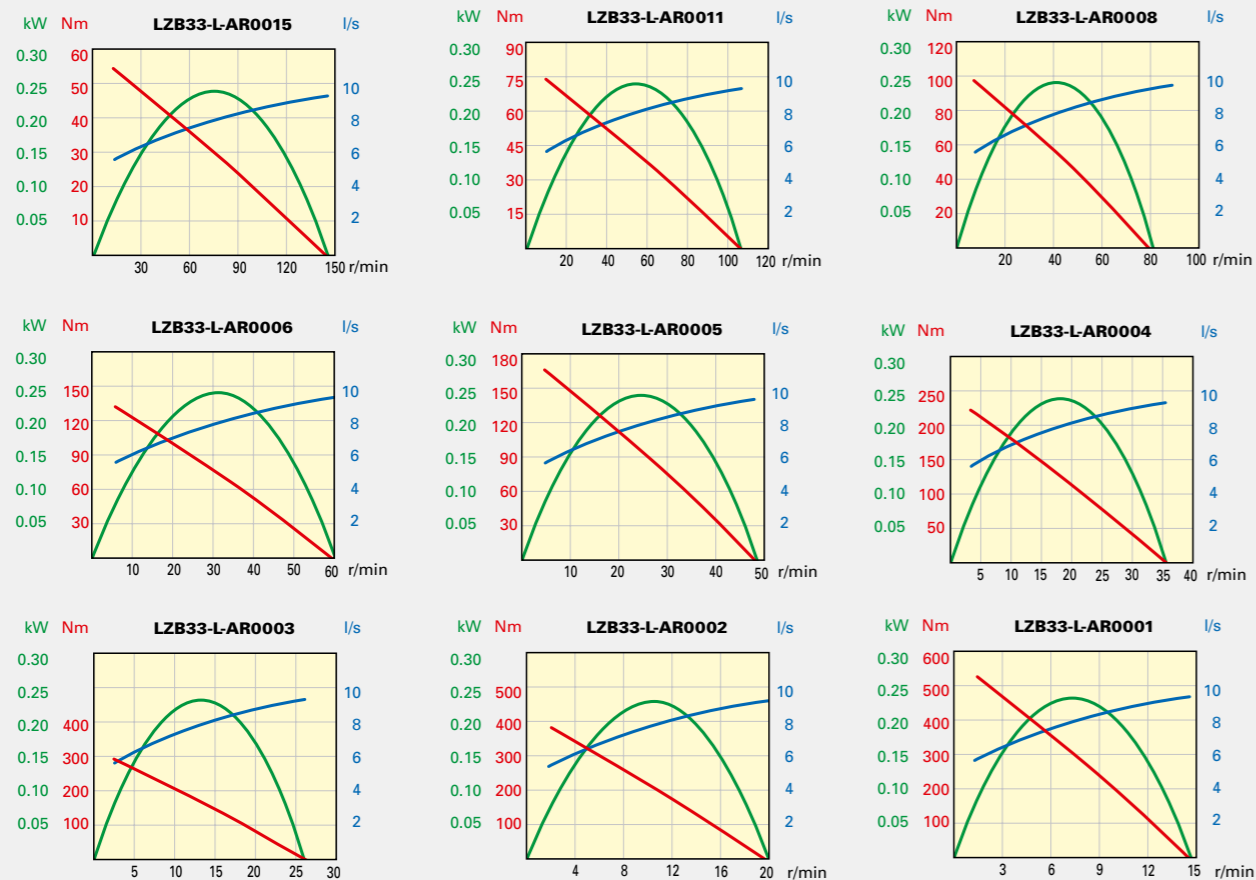 kW Nm LZB33-L-AR0015 l/s
0.30 60
0.25 50 10
0.20 40 8
0.15 30 6
0.10 20 4
0.05 10 2
30 60 90 120 150 r/min
kW Nm LZB33-L-AR0011 l/s
0.30 90
0.25 75 10
0.20 60 8
0.15 45 6
0.10 30 4
0.05 15 2
20 40 60 80 100 120 r/min
kW Nm LZB33-L-AR0008 l/s
0.30 120
0.25 100 10
0.20 80 8
0.15 60 6
0.10 40 4
0.05 20 2
20 40 60 80 100 r/min
kW Nm LZB33-L-AR0006 l/s
0.30
0.25 150 10
0.20 120 8
0.15 90 6
0.10 60 4
0.05 30 2
10 20 30 40 50 60 r/min
kW Nm LZB33-L-AR0005 l/s
0.30 180
0.25 150 10
0.20 120 8
0.15 90 6
0.10 60 4
0.05 30 2
10 20 30 40 50 r/min
kW Nm LZB33-L-AR0004 l/s
0.30
0.25 250 10
0.20 200 8
0.15 150 6
0.10 100 4
0.05 50 2
5 10 15 20 25 30 35 40 r/min
kW Nm LZB33-L-AR0003 l/s
0.30
0.25 10
0.20 400 8
0.15 300 6
0.10 200 4
0.05 100 2
5 10 15 20 25 30 r/min
kW Nm LZB33-L-AR0002 l/s
0.30
0.25 500 10
0.20 400 8
0.15 300 6
0.10 200 4
0.05 100 2
4 8 12 16 20 r/min
kW Nm LZB33-L-AR0001 l/s
0.30 600
0.25 500 10
0.20 400 8
0.15 300 6
0.10 200 4
0.05 100 2
3 6 9 12 15 r/min